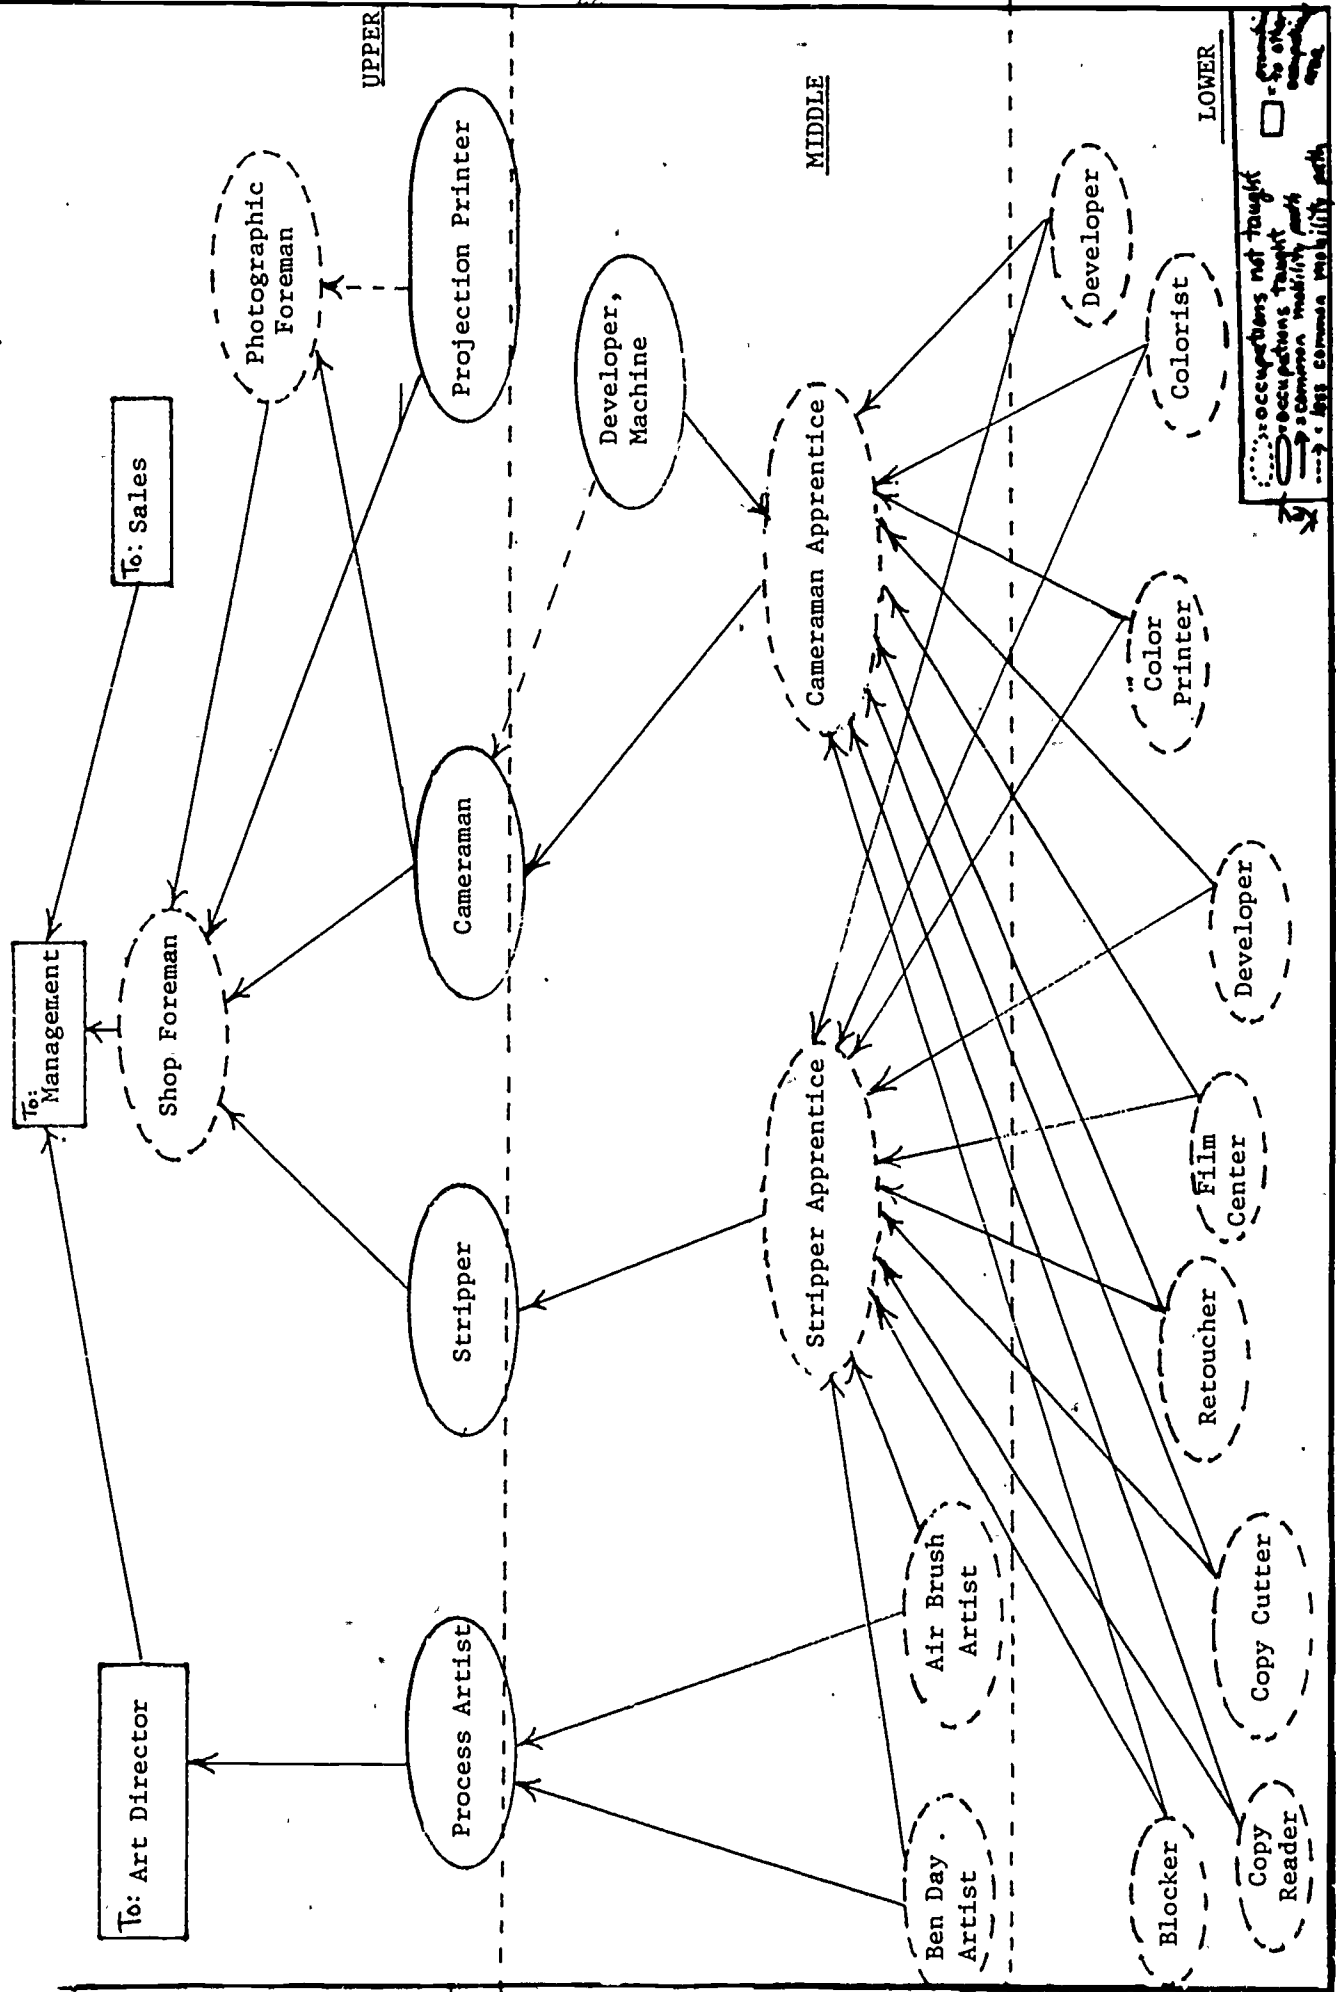 To:
Management
To: Art Director
To: Sales
Shop Foreman
Photographic
Foreman
UPPER
Process Artist
Stripper
Cameraman
Projection Printer
Developer,
Machine
MIDDLE
Stripper Apprentice
Cameraman Apprentice
Ben Day .
Artist
Air Brush
Artist
Developer
LOWER
Blocker
Copy
Reader
Copy Cutter
Retoucher
Film
Center
Developer
Color
Printer
Colorist
= occupations not taught
= occupations taught
= common mobility path
= less common mobility path
= to other
area